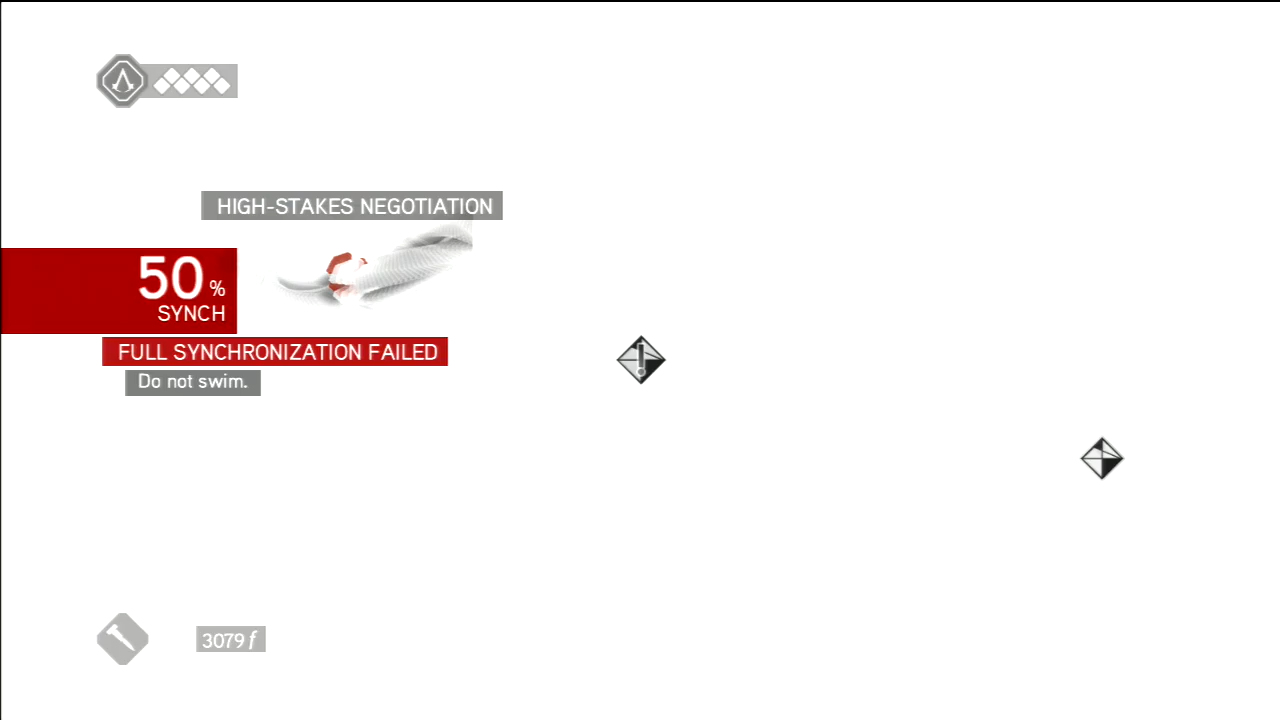 HIGH-STAKES NEGOTIATION
50 %
SYNCH
FULL SYNCHRONIZATION FAILED
Do not swim.
3079 f